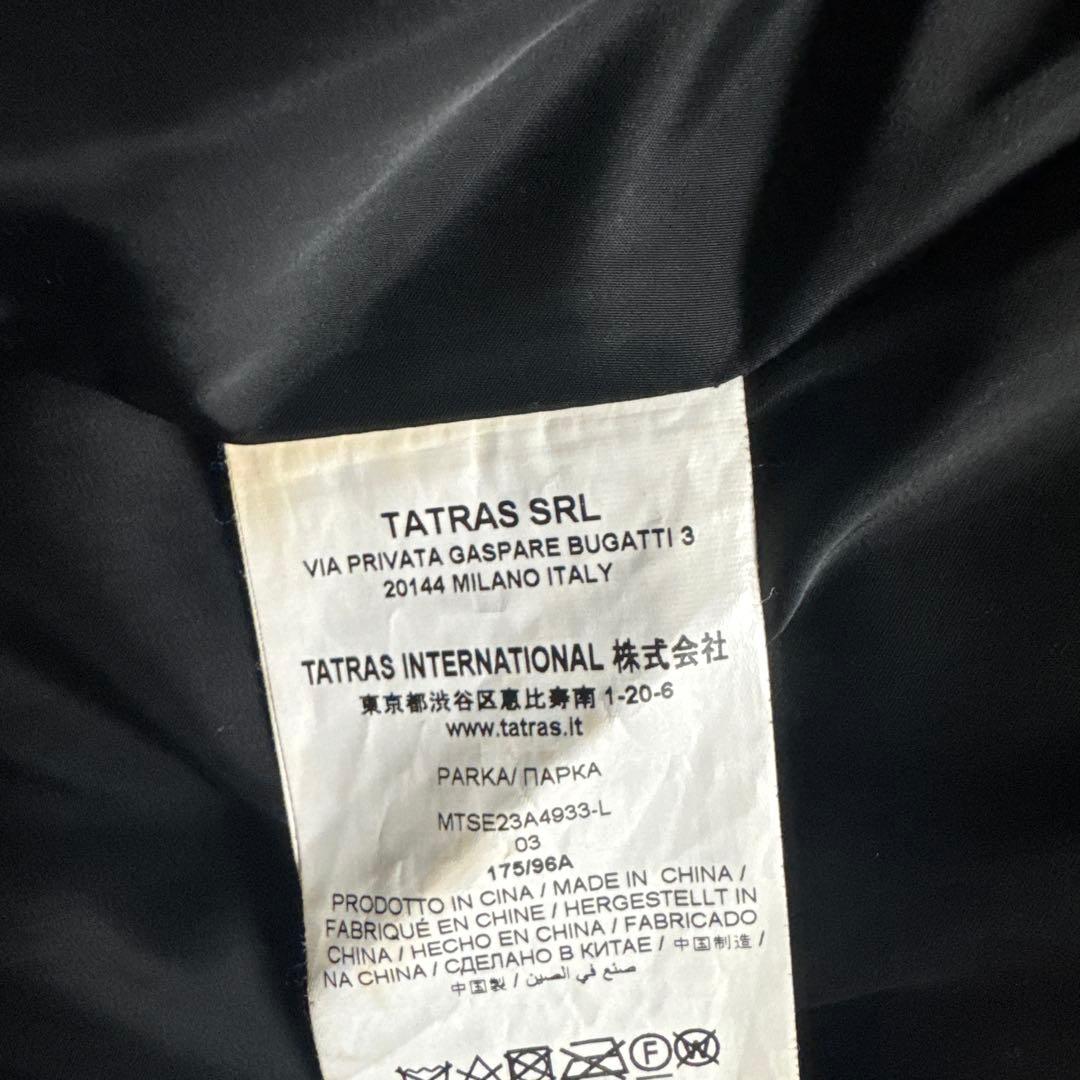 TATRAS SRL
VIA PRIVATA GASPARE BUGATTI 3
20144 MILANO ITALY
TATRAS INTERNATIONAL 株式会社
東京都渋谷区恵比寿南 1-20-6
www.tatras.it
PARKA/ ПАРКА
MTSE23A4933-L
03
175/96A
PRODOTTO IN CINA / MADE IN CHINA /
FABRIQUÉ EN CHINE / HERGESTELLT IN
CHINA / HECHO EN CHINA / FABRICADO
NA CHINA / СДЕЛАНО В КИТАЕ / 中国制造 /
中国製 / صنع في الصين
F W